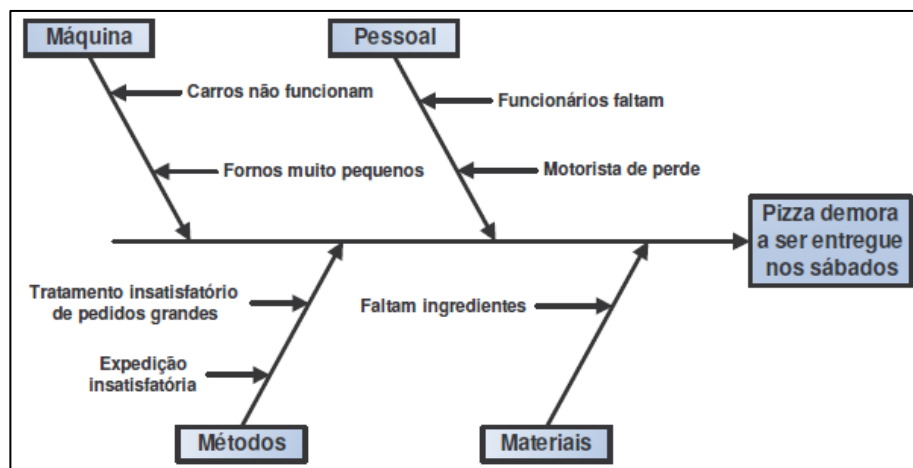 Máquina
Pessoal
Carros não funcionam
Funcionários faltam
Fornos muito pequenos
Motorista de perde
Pizza demora
a ser entregue
nos sábados
Tratamento insatisfatório
de pedidos grandes
Faltam ingredientes
Expedição
insatisfatória
Métodos
Materiais